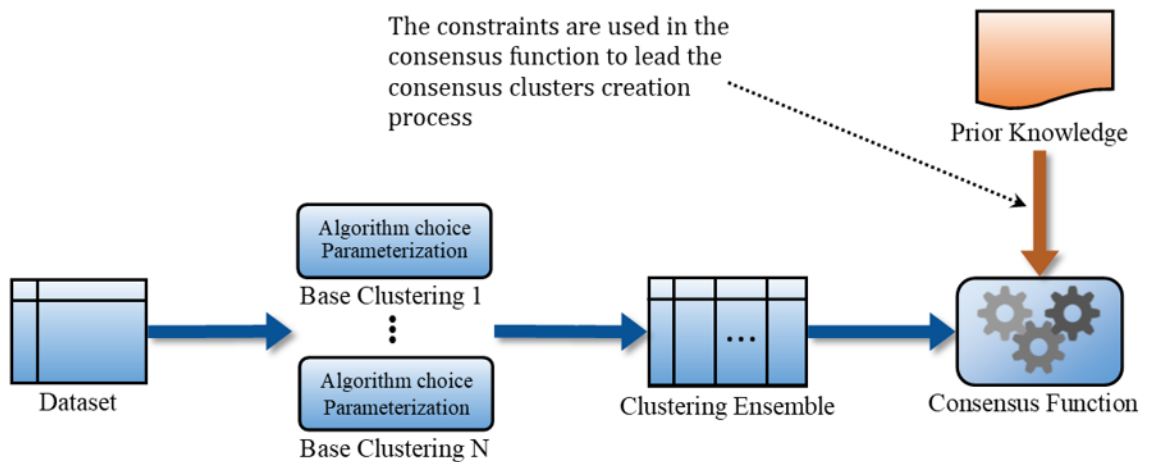 The constraints are used in the
consensus function to lead the
consensus clusters creation
process
Prior Knowledge
Algorithm choice
Parameterization
Base Clustering 1
Algorithm choice
Parameterization
Base Clustering N
Dataset
...
Clustering Ensemble
Consensus Function